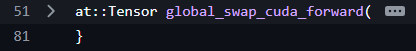 51 > at::Tensor global_swap_cuda_forward( ...
81 }